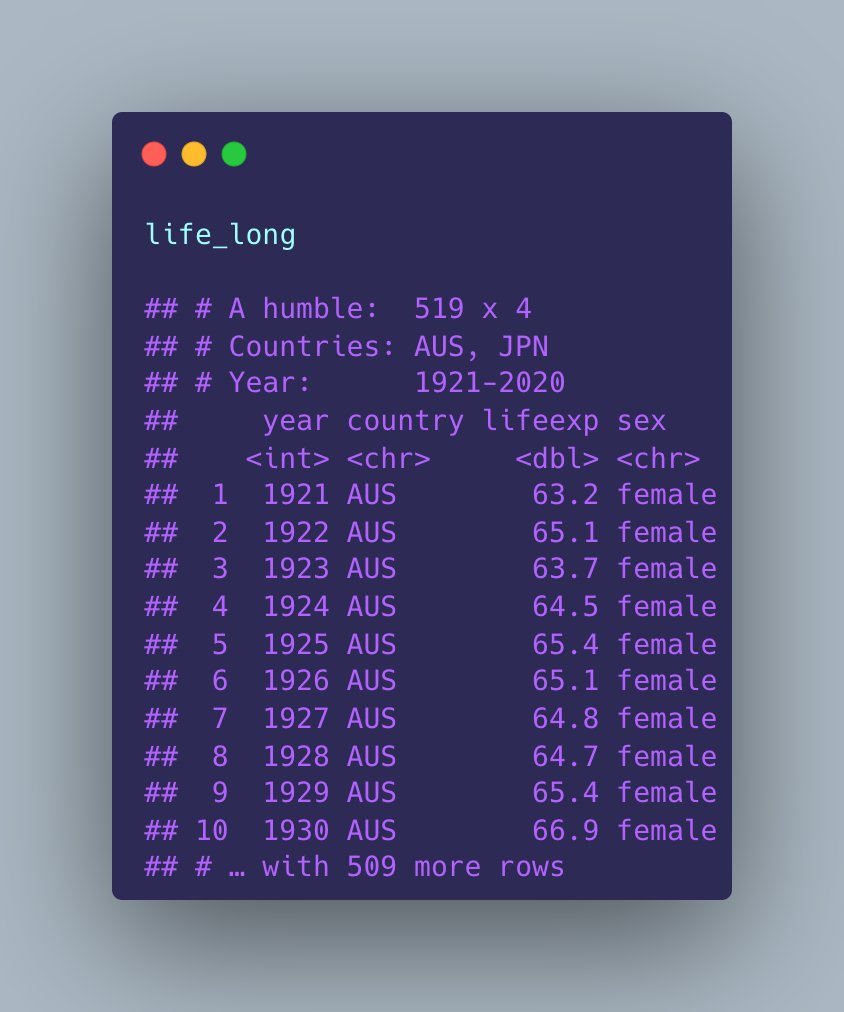 life_long
## # A humble:  519 x 4
## # Countries: AUS, JPN
## # Year:      1921-2020
##     year country lifeexp sex
##    <int> <chr>     <dbl> <chr>
##  1  1921 AUS        63.2 female
##  2  1922 AUS        65.1 female
##  3  1923 AUS        63.7 female
##  4  1924 AUS        64.5 female
##  5  1925 AUS        65.4 female
##  6  1926 AUS        65.1 female
##  7  1927 AUS        64.8 female
##  8  1928 AUS        64.7 female
##  9  1929 AUS        65.4 female
## 10  1930 AUS        66.9 female
## # … with 509 more rows